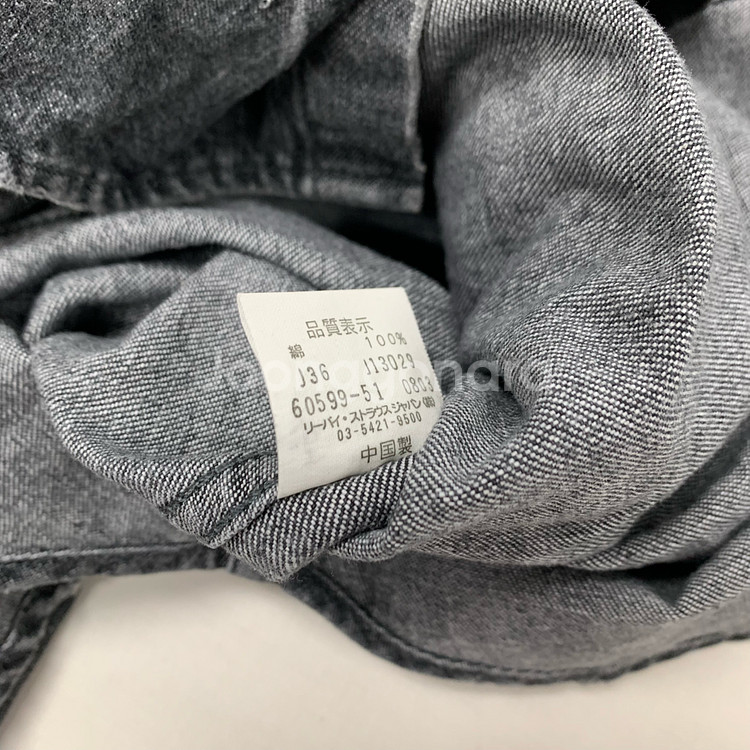 品質表示
綿 100%
J36 J13029
60599-51 0803
リーバイ・ストラウスジャパン㈱
03-5421-9500
中国製
Joonggonara